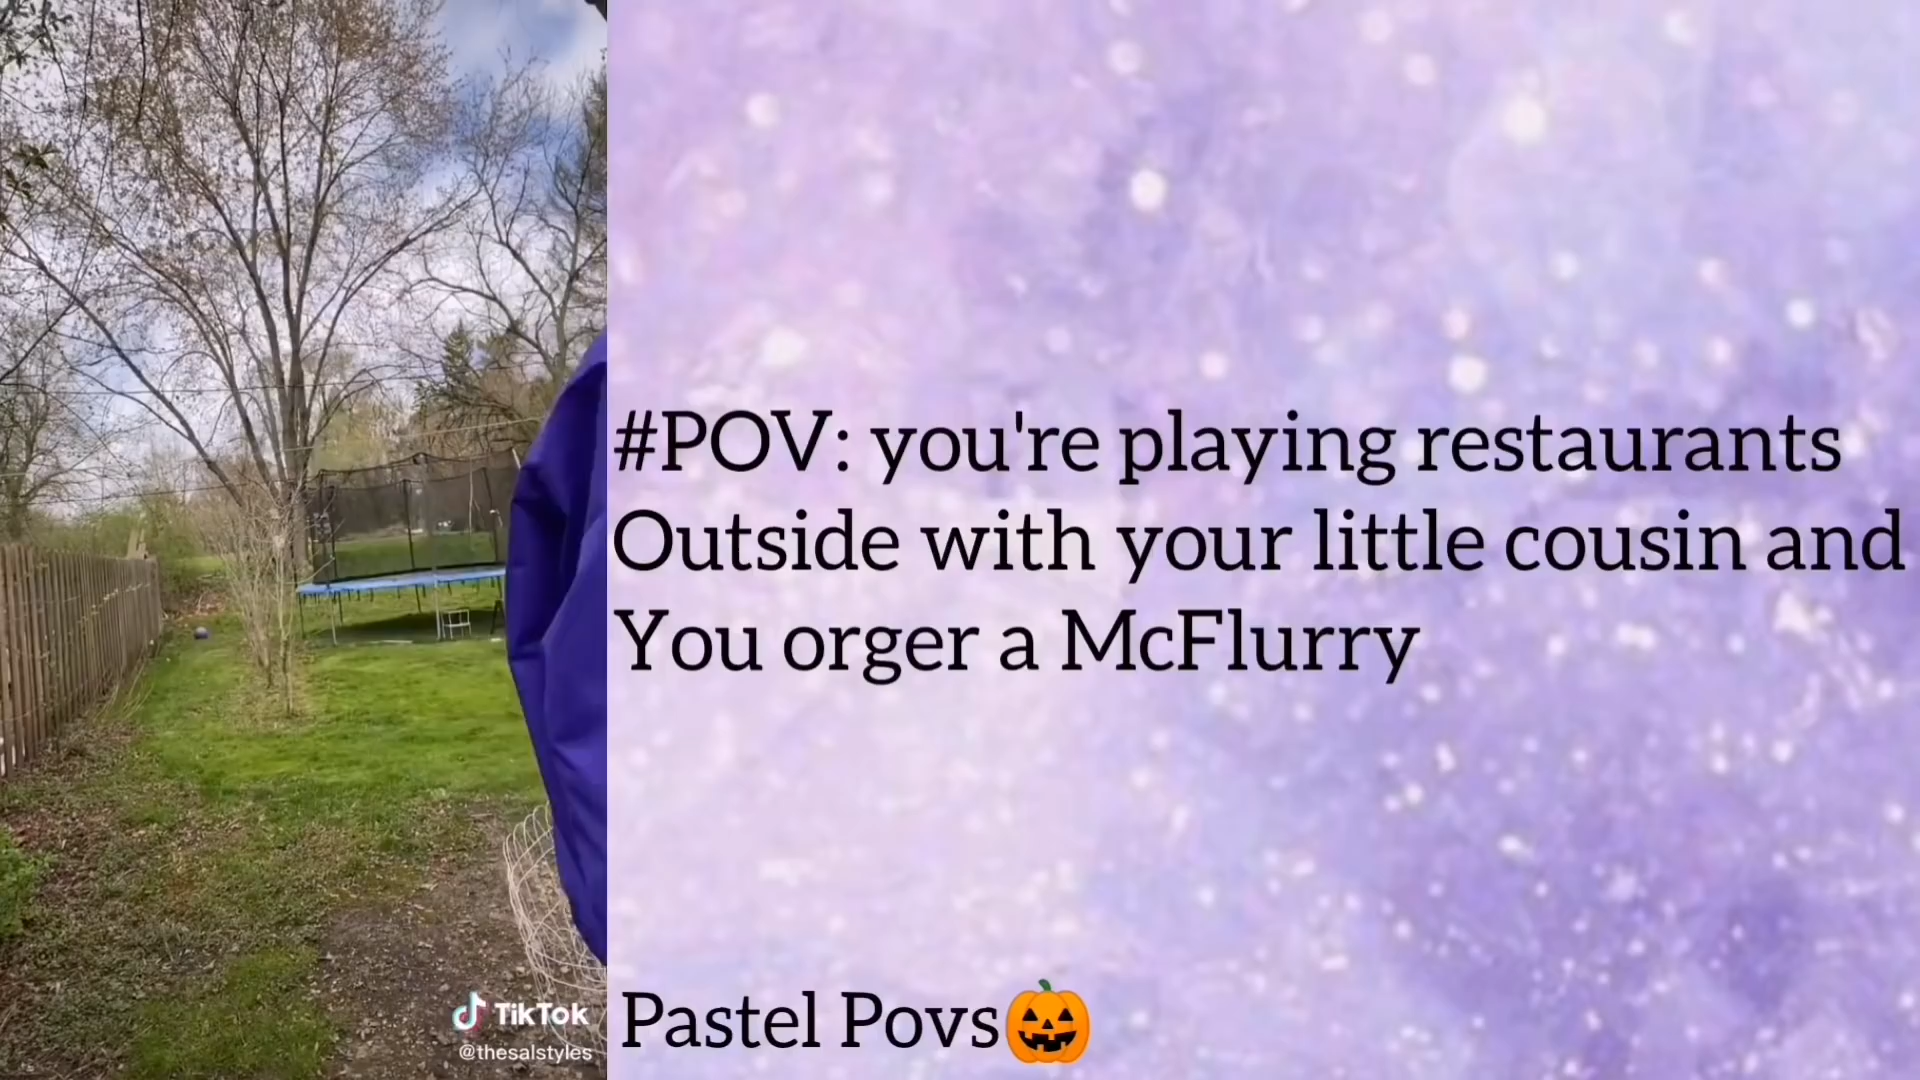 #POV: you're playing restaurants
Outside with your little cousin and
You orger a McFlurry
TikTok
@thesalstyles
Pastel Povs🎃